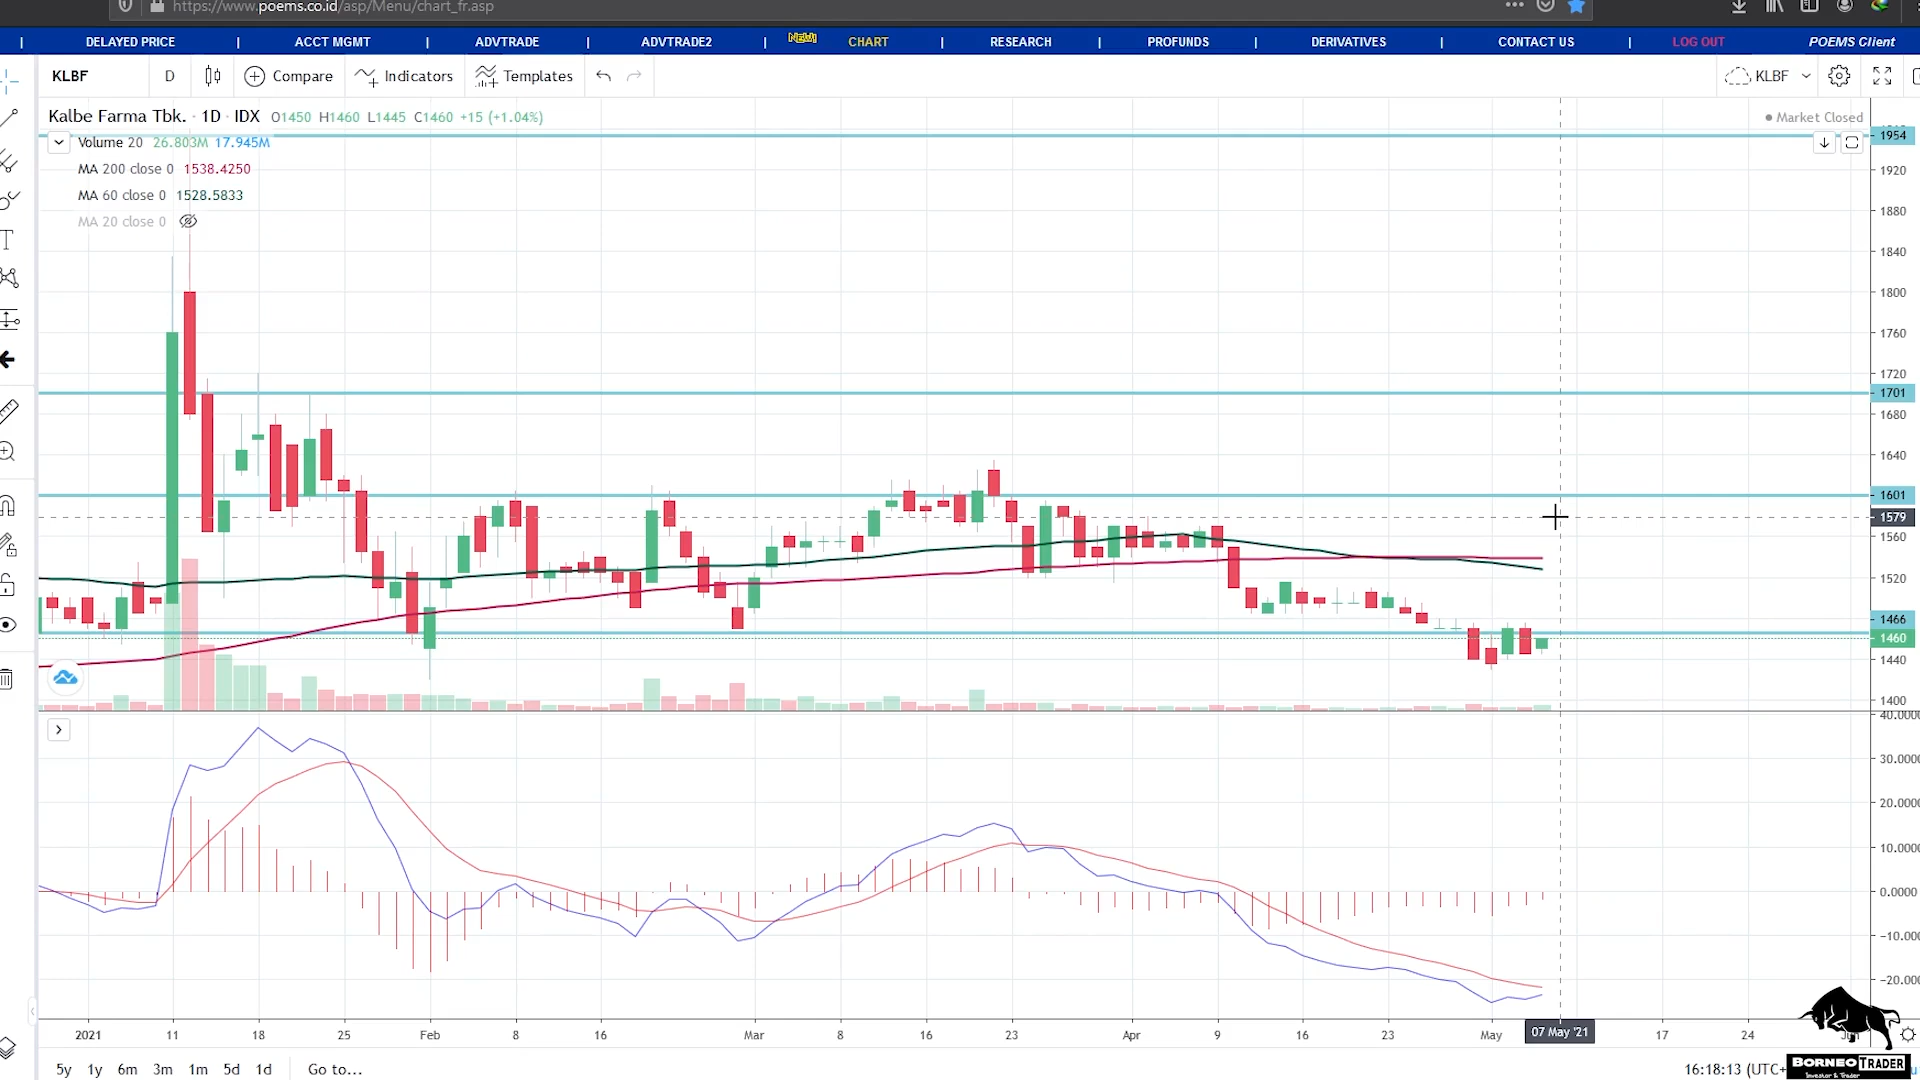 https://www.poems.co.id/asp/Menu/chart_fr.asp
| DELAYED PRICE | ACCT MGMT | ADVTRADE | ADVTRADE2 | NEW! CHART | RESEARCH | PROFUNDS | DERIVATIVES | CONTACT US | LOG OUT POEMS Client
KLBF D Compare Indicators Templates KLBF
Kalbe Farma Tbk. · 1D · IDX O1450 H1460 L1445 C1460 +15 (+1.04%)
Market Closed
Volume 20 26.803M 17.945M
MA 200 close 0 1538.4250
MA 60 close 0 1528.5833
MA 20 close 0
1954
1920
1880
1840
1800
1760
1720
1701
1680
1640
1601
1579
1560
1520
1466
1460
1440
1400
40.0000
30.0000
20.0000
10.0000
0.0000
-10.0000
-20.0000
2021 11 18 25 Feb 8 16 Mar 8 16 23 Apr 9 16 23 May 07 May '21 17 24
5y 1y 6m 3m 1m 5d 1d Go to... 16:18:13 (UTC+
BORNEO TRADER
Investor & Trader